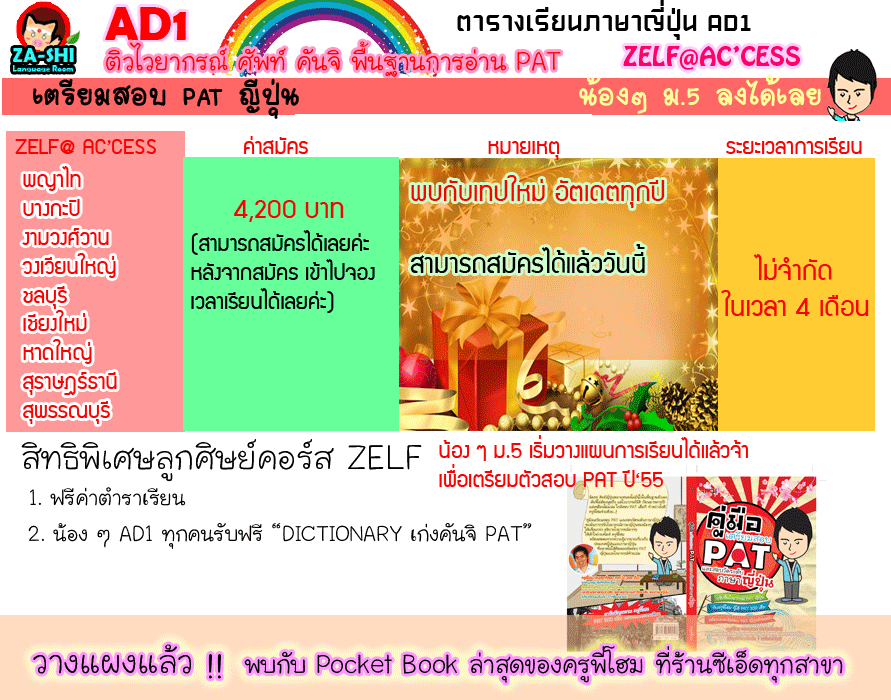 ZA-SHI
Language Room
AD1
ติวไวยากรณ์ ศัพท์ คันจิ พื้นฐานการอ่าน PAT
ตารางเรียนภาษาญี่ปุ่น AD1
ZELF@AC'CESS
เตรียมสอบ PAT ญี่ปุ่น
น้องๆ ม.5 ลงได้เลย
ZELF@ AC'CESS
ค่าสมัคร
หมายเหตุ
ระยะเวลาการเรียน
พญาไท
บางกะปิ
งามวงศ์วาน
วงเวียนใหญ่
ชลบุรี
เชียงใหม่
หาดใหญ่
สุราษฎร์ธานี
สุพรรณบุรี
4,200 บาท
(สามารถสมัครได้เลยค่ะ
หลังจากสมัคร เข้าไปจอง
เวลาเรียนได้เลยค่ะ)
พบกับเทปใหม่ อัตเดตทุกปี
สามารถสมัครได้แล้ววันนี้
ไม่จำกัด
ในเวลา 4 เดือน
สิทธิพิเศษลูกศิษย์คอร์ส ZELF
1. ฟรีค่าตำราเรียน
2. น้อง ๆ AD1 ทุกคนรับฟรี "DICTIONARY เก่งคันจิ PAT"
น้อง ๆ ม.5 เริ่มวางแผนการเรียนได้แล้วจ้า
เพื่อเตรียมตัวสอบ PAT ปี'55
คู่มือ
เตรียมสอบ
PAT
ภาษาญี่ปุ่น
วางแผงแล้ว !! พบกับ Pocket Book ล่าสุดของครูพี่โฮม ที่ร้านซีเอ็ดทุกสาขา